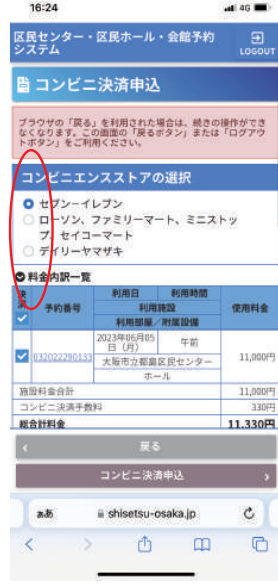 16:24
4G
区民センター・区民ホール・会館予約
システム
LOGOUT
コンビニ決済申込
ブラウザの「戻る」を利用された場合は、続きの操作ができ
なくなります。この画面の「戻るボタン」または「ログアウ
トボタン」をご利用ください。
コンビニエンスストアの選択
セブン−イレブン
ローソン、ファミリーマート、ミニストッ
プ、セイコーマート
デイリーヤマザキ
料金内訳一覧
決済
予約番号
利用日 利用時間
利用施設
利用部屋／附属設備
使用料金
032022290133
2023年06月05
日（月） 午前
大阪市立都島区民センター
ホール
11,000円
施設料金合計 11,000円
コンビニ決済手数料 330円
総合計料金 11,330円
戻る
コンビニ決済申込
ああ shisetsu-osaka.jp